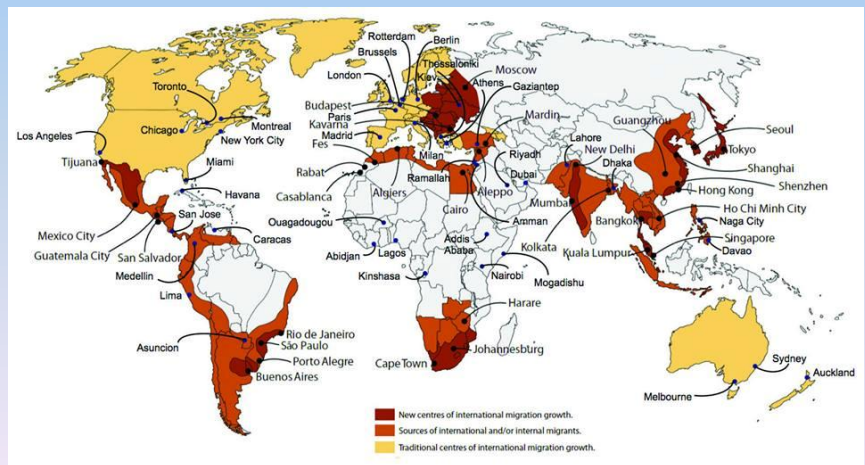 Rotterdam
Berlin
Brussels
Thessaloniki
London
Kiev
Moscow
Athens
Gaziantep
Toronto
Budapest
Paris
Kavarna
Mardin
Guangzhou
Los Angeles
Chicago
Montreal
New York City
Madrid
Fes
Milan
Lahore
New Delhi
Seoul
Tijuana
Miami
Rabat
Ramallah
Riyadh
Dhaka
Tokyo
Dubai
Shanghai
Havana
Casablanca
Algiers
Aleppo
Hong Kong
Shenzhen
Cairo
Mumbai
San Jose
Ouagadougou
Amman
Ho Chi Minh City
Mexico City
Caracas
Bangkok
Naga City
Guatemala City
San Salvador
Abidjan
Lagos
Addis
Ababa
Kolkata
Kuala Lumpur
Singapore
Davao
Medellin
Kinshasa
Nairobi
Mogadishu
Lima
Harare
Rio de Janeiro
São Paulo
Asuncion
Johannesburg
Porto Alegre
Cape Town
Buenos Aires
Sydney
Auckland
Melbourne
New centres of international migration growth.
Sources of international and/or internal migrants.
Traditional centres of international migration growth.